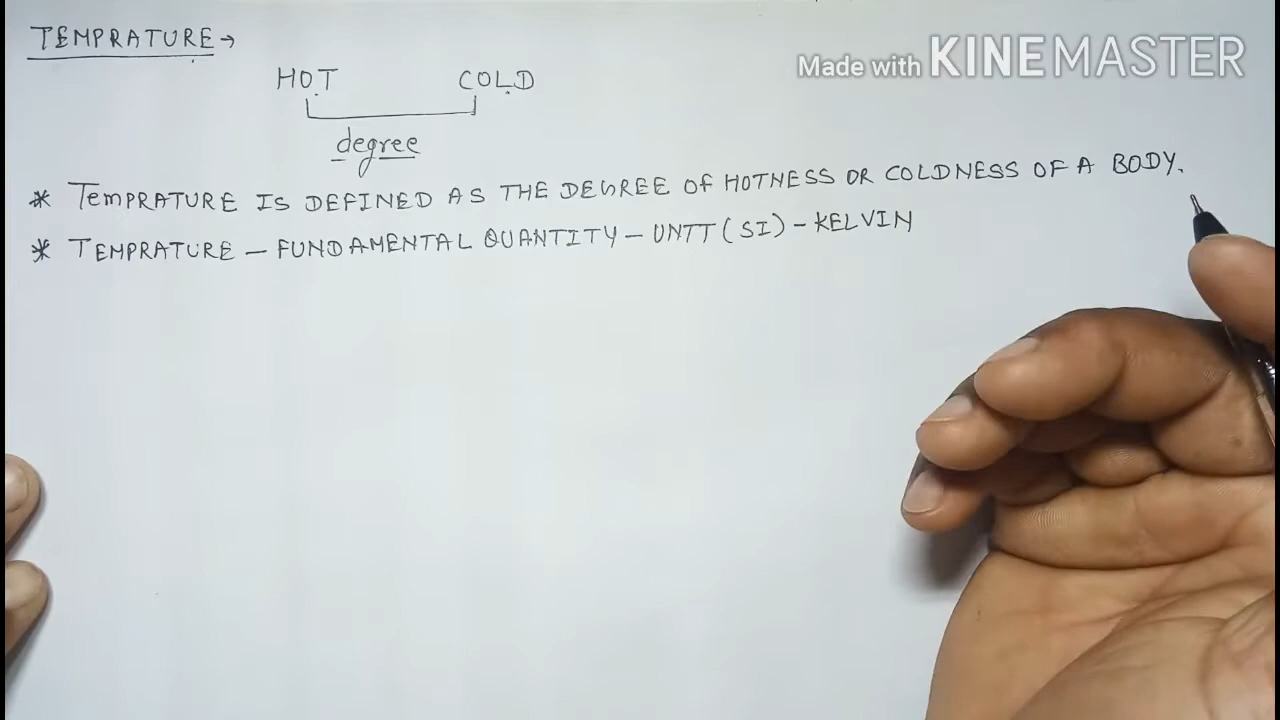 TEMPRATURE →
Made with KINEMASTER
HOT COLD
degree
* TEMPRATURE IS DEFINED AS THE DEGREE OF HOTNESS OR COLDNESS OF A BODY.
* TEMPRATURE – FUNDAMENTAL QUANTITY – UNIT (SI) – KELVIN